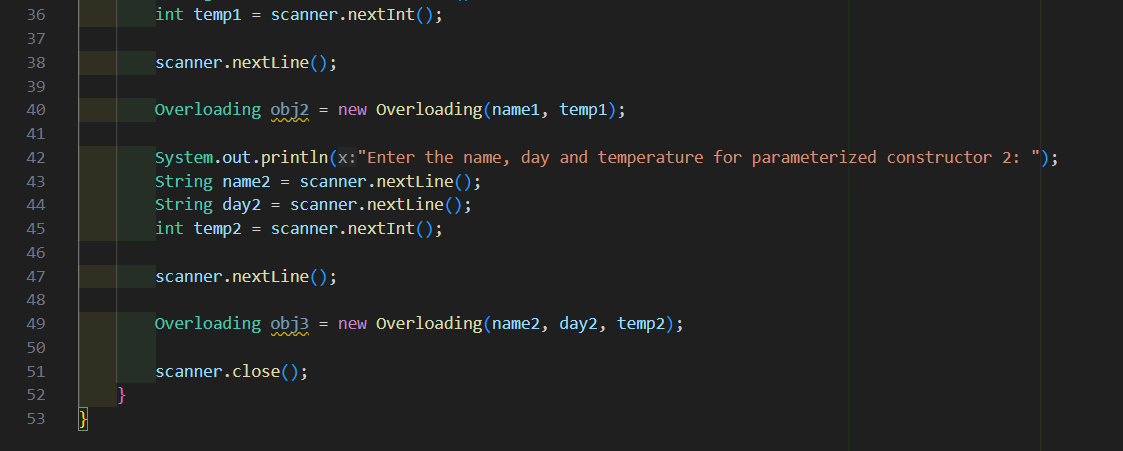 36 int temp1 = scanner.nextInt();
37
38 scanner.nextLine();
39
40 Overloading obj2 = new Overloading(name1, temp1);
41
42 System.out.println(x:"Enter the name, day and temperature for parameterized constructor 2: ");
43 String name2 = scanner.nextLine();
44 String day2 = scanner.nextLine();
45 int temp2 = scanner.nextInt();
46
47 scanner.nextLine();
48
49 Overloading obj3 = new Overloading(name2, day2, temp2);
50
51 scanner.close();
52 }
53 }